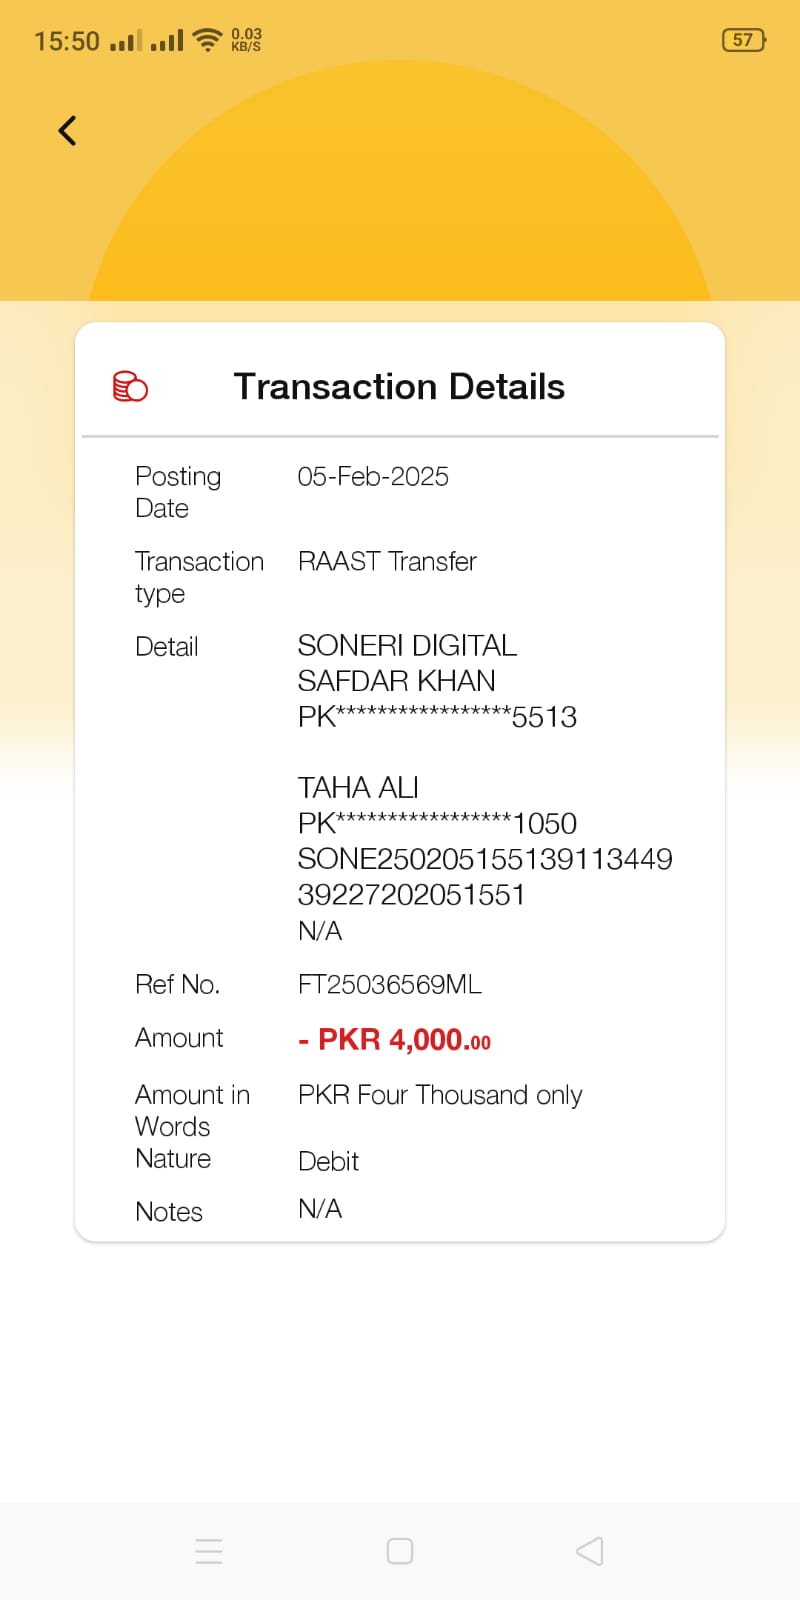 15:50
0.03
KB/S
57
Transaction Details
Posting
Date
05-Feb-2025
Transaction
type
RAAST Transfer
Detail
SONERI DIGITAL
SAFDAR KHAN
PK*****************5513
TAHA ALI
PK*****************1050
SONE250205155139113449
39227202051551
N/A
Ref No.
FT25036569ML
Amount
- PKR 4,000.00
Amount in
Words
PKR Four Thousand only
Nature
Debit
Notes
N/A